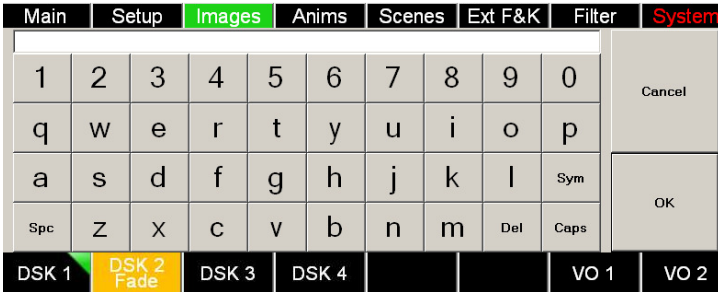 Main Setup Images Anims Scenes Ext F&K Filter System
1 2 3 4 5 6 7 8 9 0
Cancel
q w e r t y u i o p
a s d f g h j k l Sym
OK
Spc z x c v b n m Del Caps
DSK 1 DSK 2 DSK 3 DSK 4 VO 1 VO 2
Fade